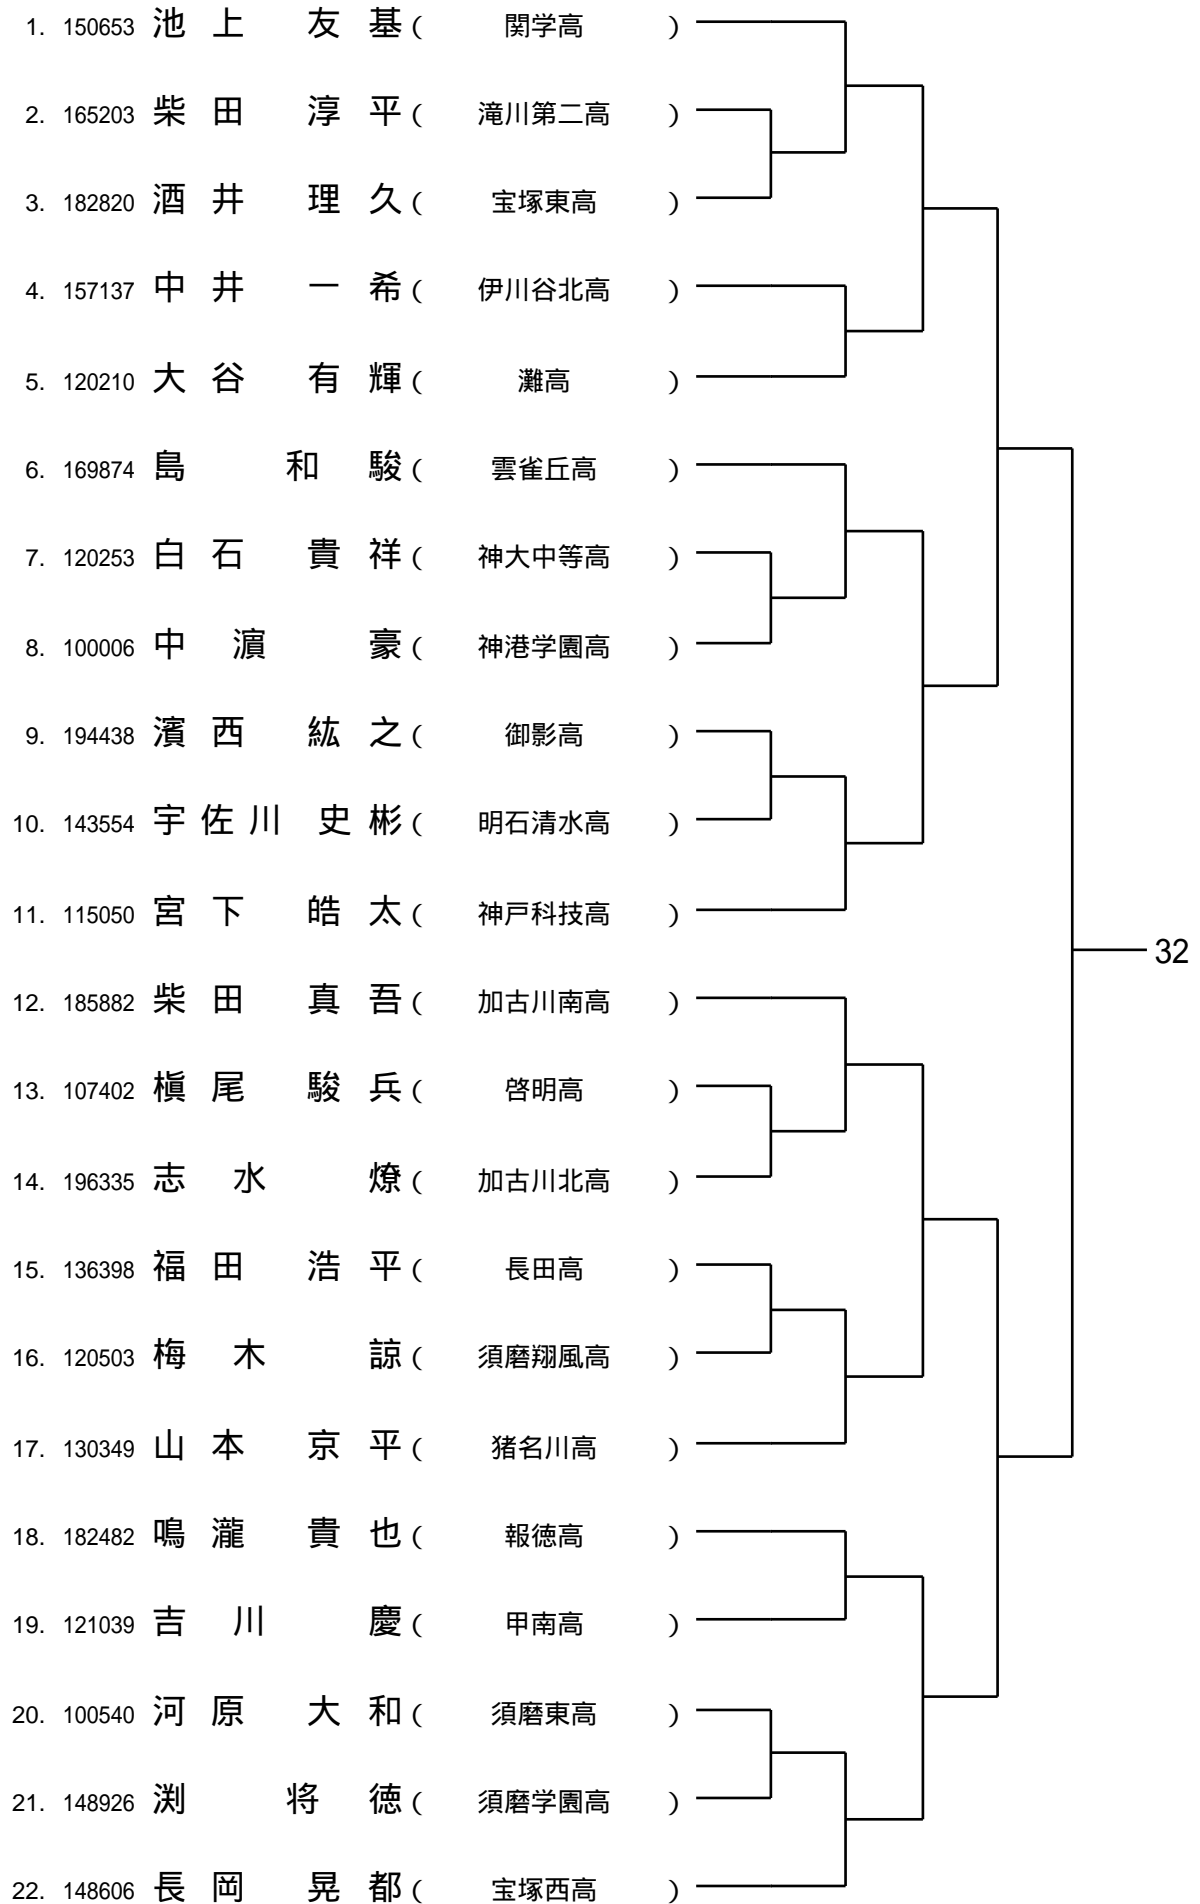 1. 150653 池 上 友 基 ( 関学高 )
2. 165203 柴 田 淳 平 ( 滝川第二高 )
3. 182820 酒 井 理 久 ( 宝塚東高 )
4. 157137 中 井 一 希 ( 伊川谷北高 )
5. 120210 大 谷 有 輝 ( 灘高 )
6. 169874 島 和 駿 ( 雲雀丘高 )
7. 120253 白 石 貴 祥 ( 神大中等高 )
8. 100006 中 濵 豪 ( 神港学園高 )
9. 194438 濱 西 紘 之 ( 御影高 )
10. 143554 宇 佐 川 史 彬 ( 明石清水高 )
11. 115050 宮 下 皓 太 ( 神戸科技高 )
32
12. 185882 柴 田 真 吾 ( 加古川南高 )
13. 107402 槇 尾 駿 兵 ( 啓明高 )
14. 196335 志 水 燎 ( 加古川北高 )
15. 136398 福 田 浩 平 ( 長田高 )
16. 120503 梅 木 諒 ( 須磨翔風高 )
17. 130349 山 本 京 平 ( 猪名川高 )
18. 182482 鳴 瀧 貴 也 ( 報徳高 )
19. 121039 吉 川 慶 ( 甲南高 )
20. 100540 河 原 大 和 ( 須磨東高 )
21. 148926 渕 将 徳 ( 須磨学園高 )
22. 148606 長 岡 晃 都 ( 宝塚西高 )